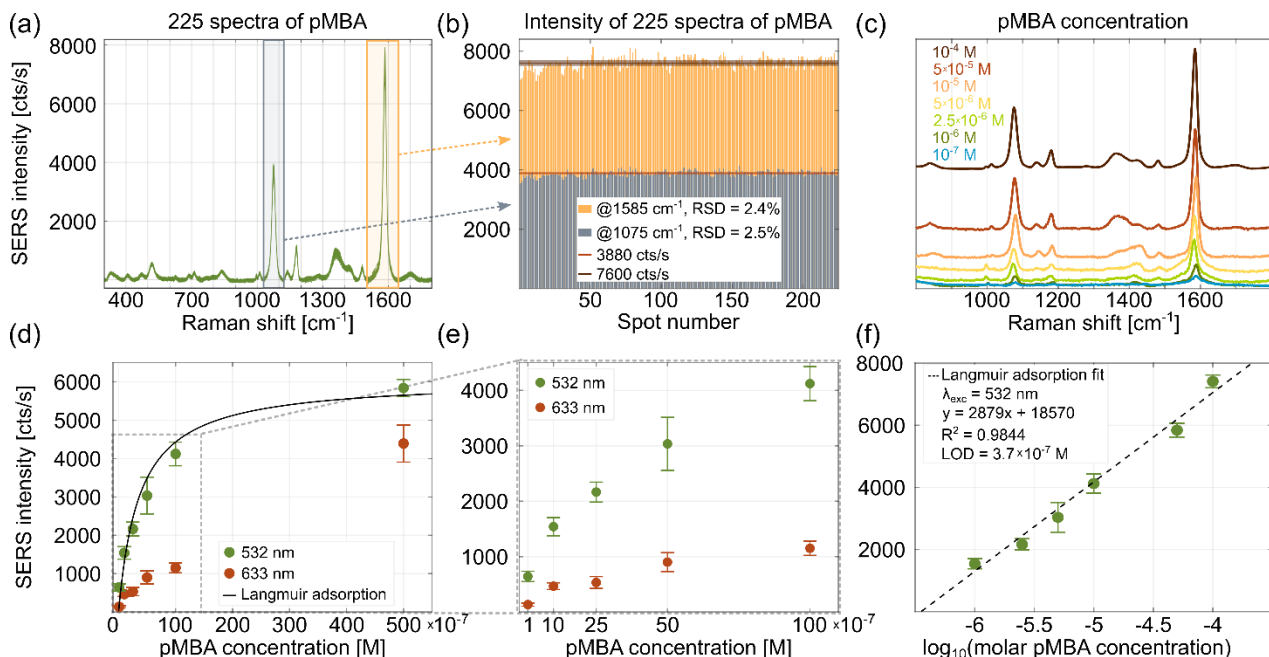 (a) 225 spectra of pMBA
SERS intensity [cts/s]
8000
6000
4000
2000
0
400
700
1000
1300
1600
Raman shift [cm⁻¹]
(b) Intensity of 225 spectra of pMBA
8000
6000
4000
2000
@1585 cm⁻¹, RSD = 2.4%
@1075 cm⁻¹, RSD = 2.5%
3880 cts/s
7600 cts/s
50
100
150
200
Spot number
(c) pMBA concentration
10⁻⁴ M
5×10⁻⁵ M
10⁻⁵ M
5×10⁻⁶ M
2.5×10⁻⁶ M
10⁻⁶ M
10⁻⁷ M
1000
1200
1400
1600
Raman shift [cm⁻¹]
(d)
SERS intensity [cts/s]
6000
5000
4000
3000
2000
1000
532 nm
633 nm
Langmuir adsorption
0
100
200
300
400
500 ×10⁻⁷
pMBA concentration [M]
(e)
4000
3000
2000
1000
0
532 nm
633 nm
1
10
25
50
100×10⁻⁷
pMBA concentration [M]
(f)
8000
6000
4000
2000
Langmuir adsorption fit
λexc = 532 nm
y = 2879x + 18570
R² = 0.9844
LOD = 3.7×10⁻⁷ M
-6
-5.5
-5
-4.5
-4
log₁₀(molar pMBA concentration)